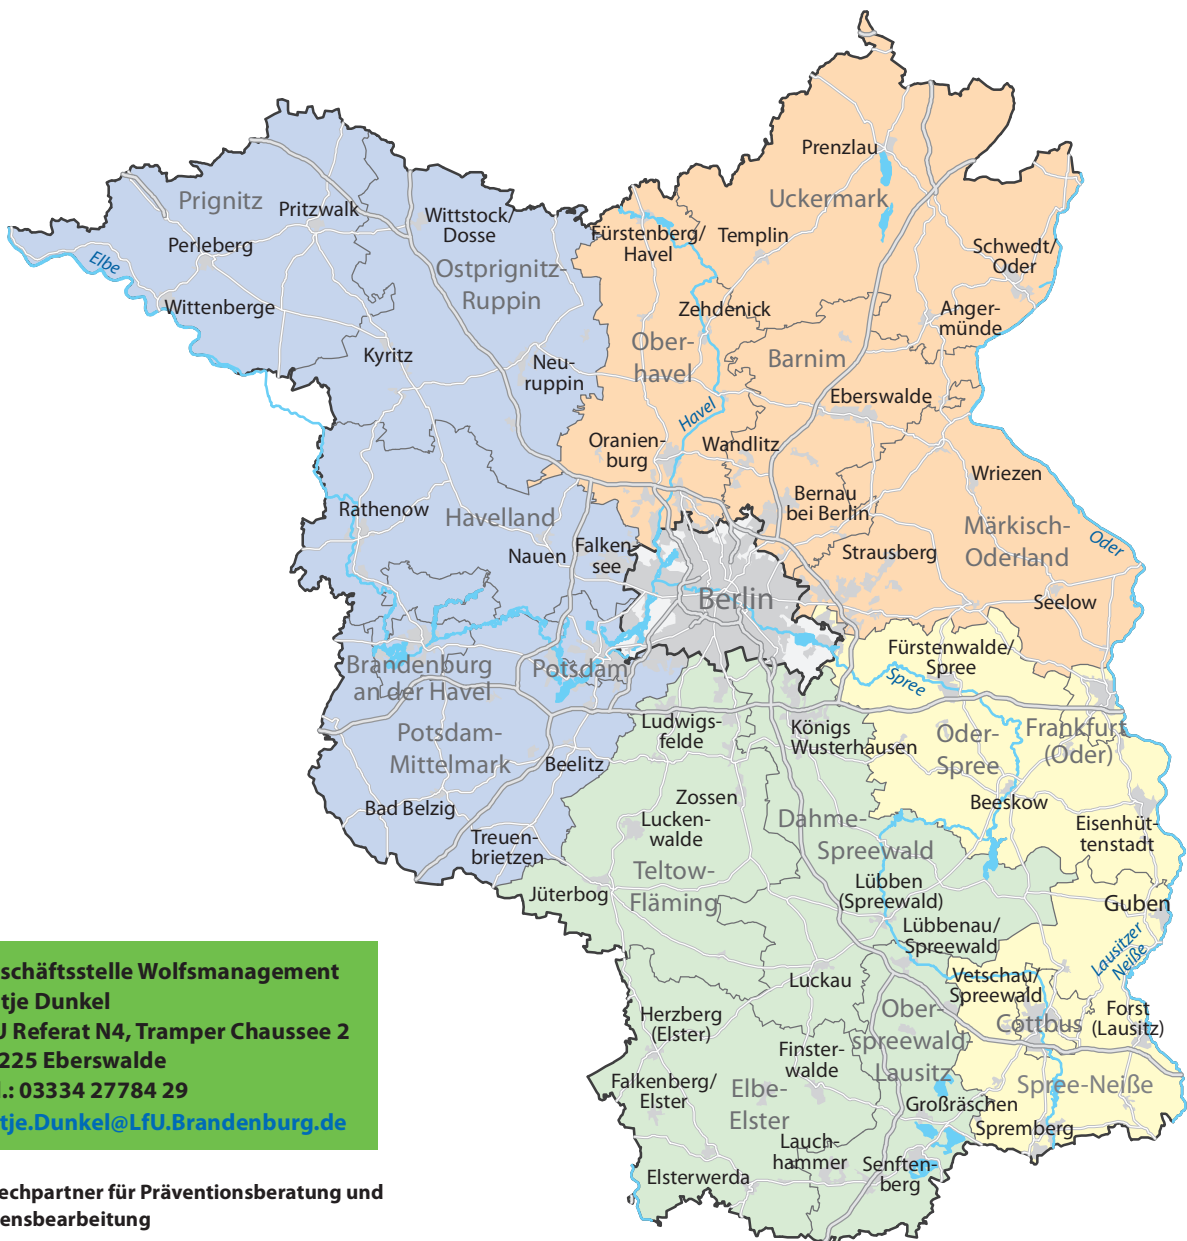 Prenzlau
Uckermark
Prignitz
Pritzwalk
Wittstock/
Dosse
Perleberg
Elbe
Wittenberge
Ostprignitz-
Ruppin
Fürstenberg/
Havel
Templin
Schwedt/
Oder
Zehdenick
Anger-
münde
Kyritz
Neu-
ruppin
Ober-
havel
Barnim
Havel
Eberswalde
Oranien-
burg
Wandlitz
Wriezen
Rathenow
Havelland
Bernau
bei Berlin
Märkisch-
Oderland
Oder
Nauen
Falken-
see
Strausberg
Berlin
Seelow
Brandenburg
an der Havel
Potsdam
Fürstenwalde/
Spree
Spree
Potsdam-
Mittelmark
Beelitz
Ludwigs-
felde
Königs
Wusterhausen
Oder-
Spree
Frankfurt
(Oder)
Bad Belzig
Zossen
Beeskow
Treuen-
brietzen
Lucken-
walde
Dahme-
Spreewald
Eisenhüt-
tenstadt
Jüterbog
Teltow-
Fläming
Lübben
(Spreewald)
Guben
Lübbenau/
Spreewald
Lausitzer
Neiße
Luckau
Vetschau/
Spreewald
Herzberg
(Elster)
Ober-
spreewald-
Lausitz
Cottbus
Forst
(Lausitz)
Finster-
walde
Falkenberg/
Elster
Elbe-
Elster
Spree-Neiße
Großräschen
Spremberg
Lauch-
hammer
Elsterwerda
Senften-
berg
schäftsstelle Wolfsmanagement
tje Dunkel
U Referat N4, Tramper Chaussee 2
225 Eberswalde
l.: 03334 27784 29
tje.Dunkel@LfU.Brandenburg.de
echpartner für Präventionsberatung und
ensbearbeitung